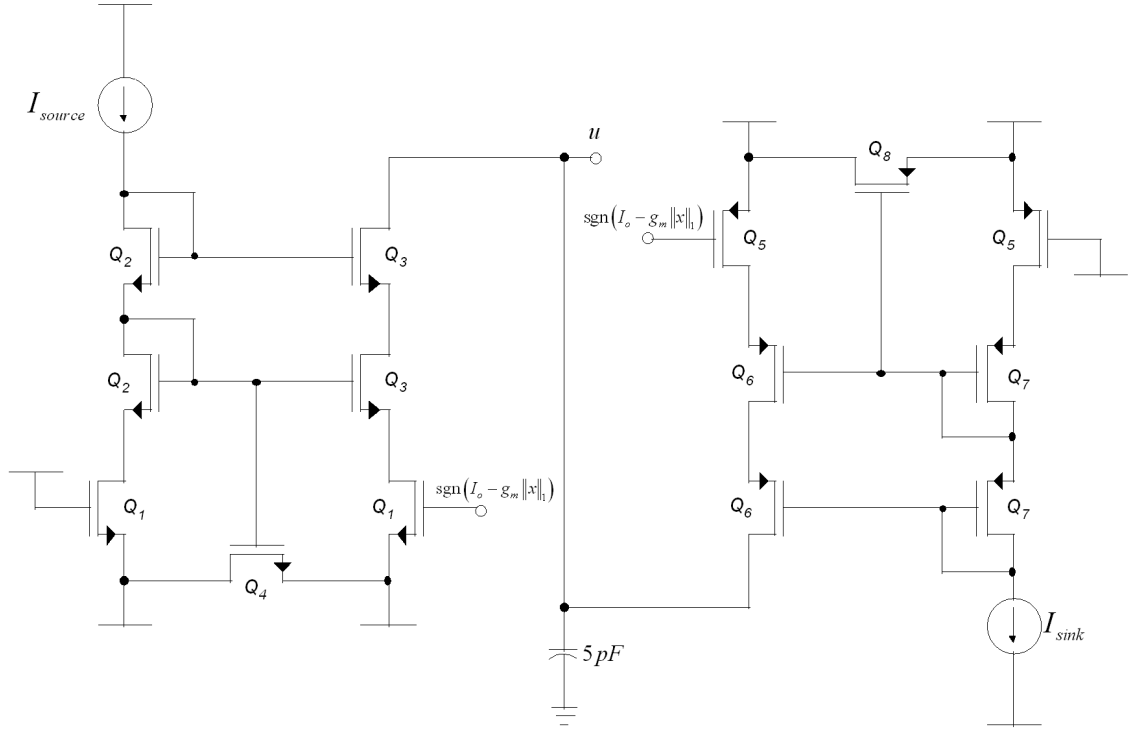 I_source
u
Q_8
sgn(I_o − g_m ‖x‖_1)
Q_5
Q_5
Q_2
Q_3
Q_2
Q_3
Q_6
Q_7
Q_1
Q_1
sgn(I_o − g_m ‖x‖_1)
Q_6
Q_7
Q_4
5 pF
I_sink